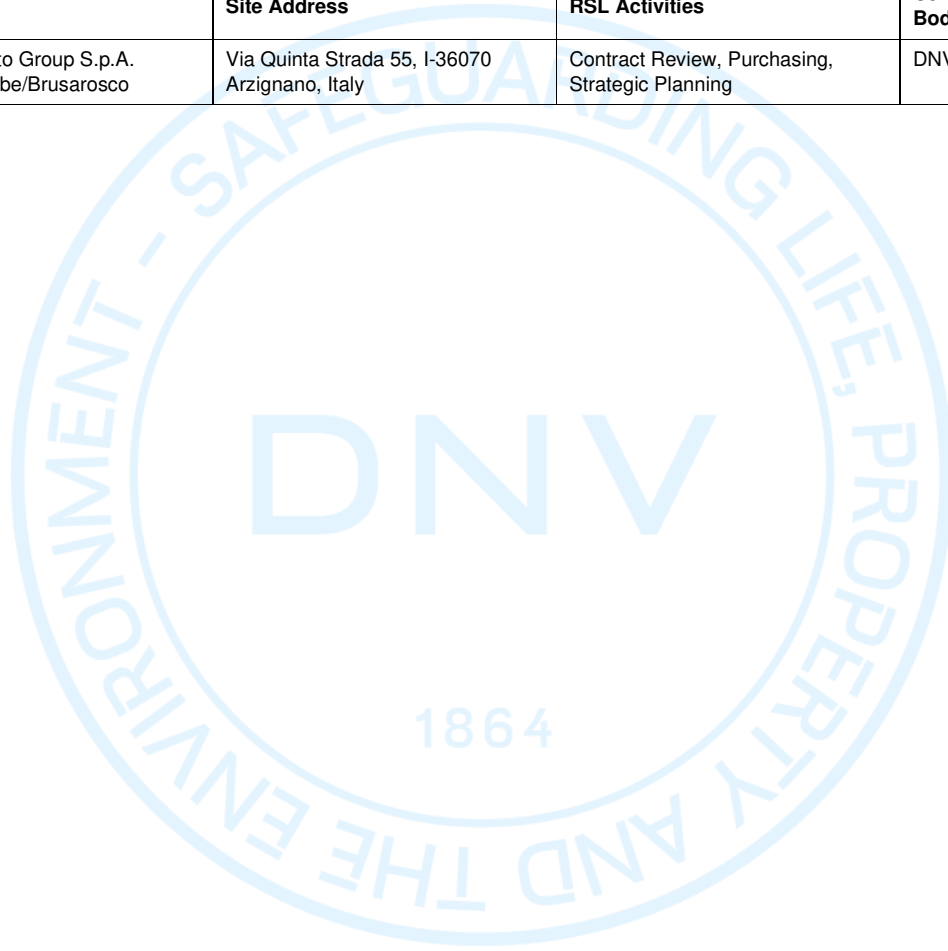 Site Address RSL Activities
Bod
to Group S.p.A. Via Quinta Strada 55, I-36070 Contract Review, Purchasing, DNV
be/Brusarosco Arzignano, Italy Strategic Planning
SAFEGUARDING LIFE, PROPERTY AND THE ENVIRONMENT -
DNV
1864